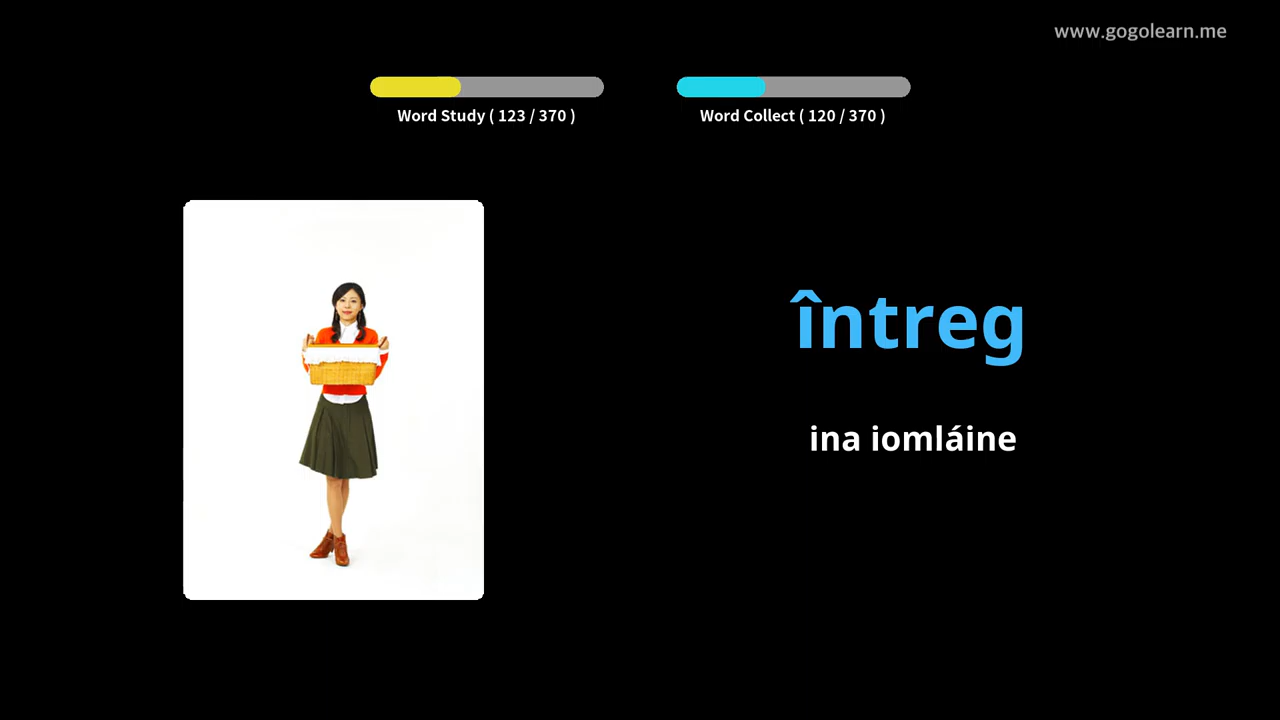 www.gogolearn.me
Word Study ( 123 / 370 )
Word Collect ( 120 / 370 )
întreg
ina iomláine